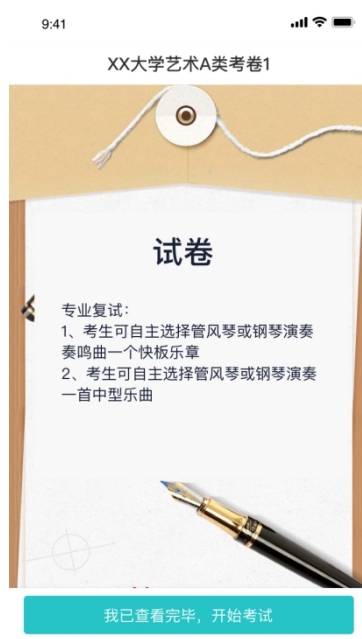 9:41
XX大学艺术A类考卷1
试卷
专业复试：
1、考生可自主选择管风琴或钢琴演奏
奏鸣曲一个快板乐章
2、考生可自主选择管风琴或钢琴演奏
一首中型乐曲
我已查看完毕，开始考试